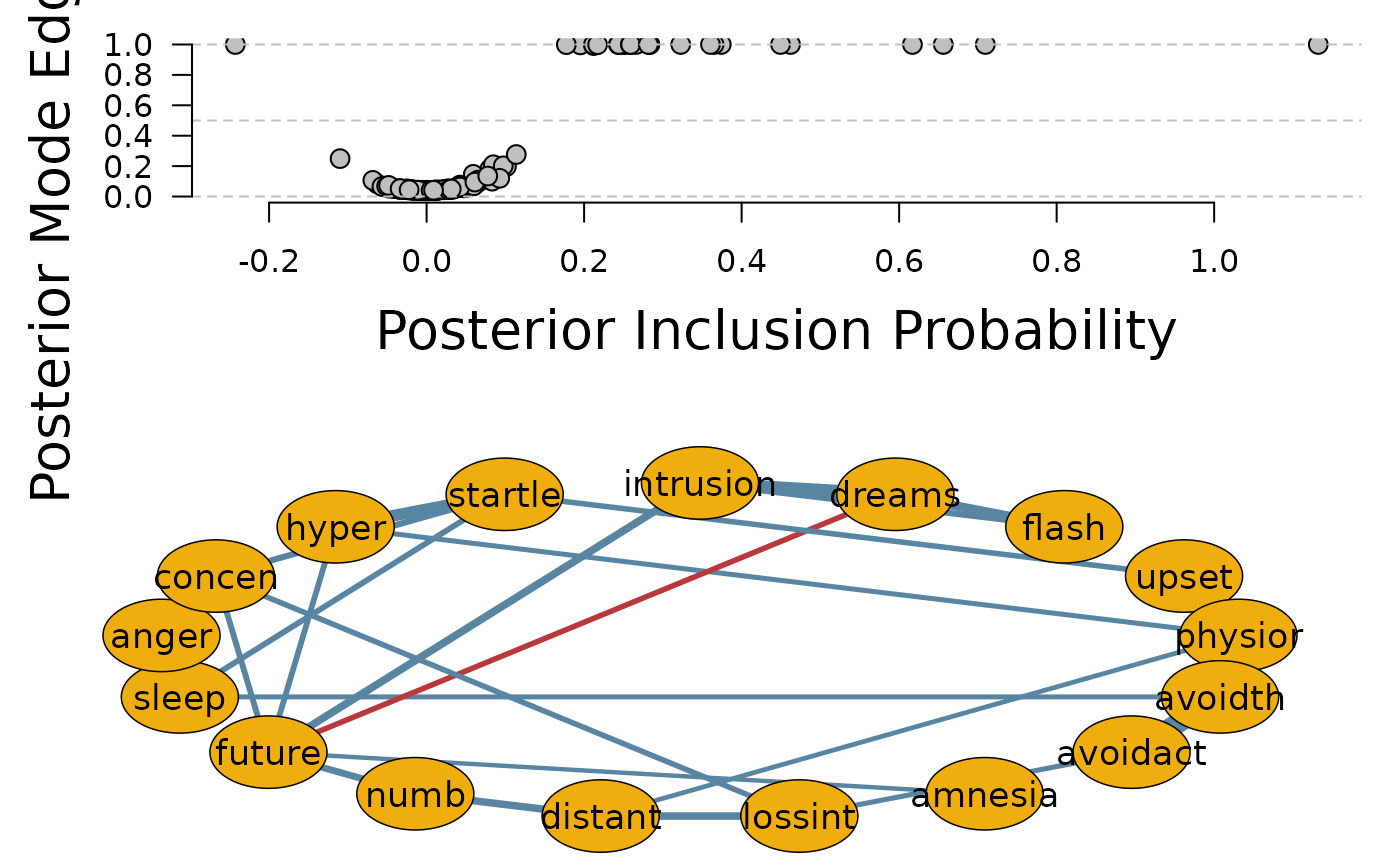 Posterior Mode
1.0
0.8
0.6
0.4
0.2
0.0
-0.2 0.0 0.2 0.4 0.6 0.8 1.0
Posterior Inclusion Probability
intrusion
startle
dreams
hyper
flash
concen
upset
anger
physior
sleep
avoidth
future
avoidact
numb
amnesia
distant
lossint